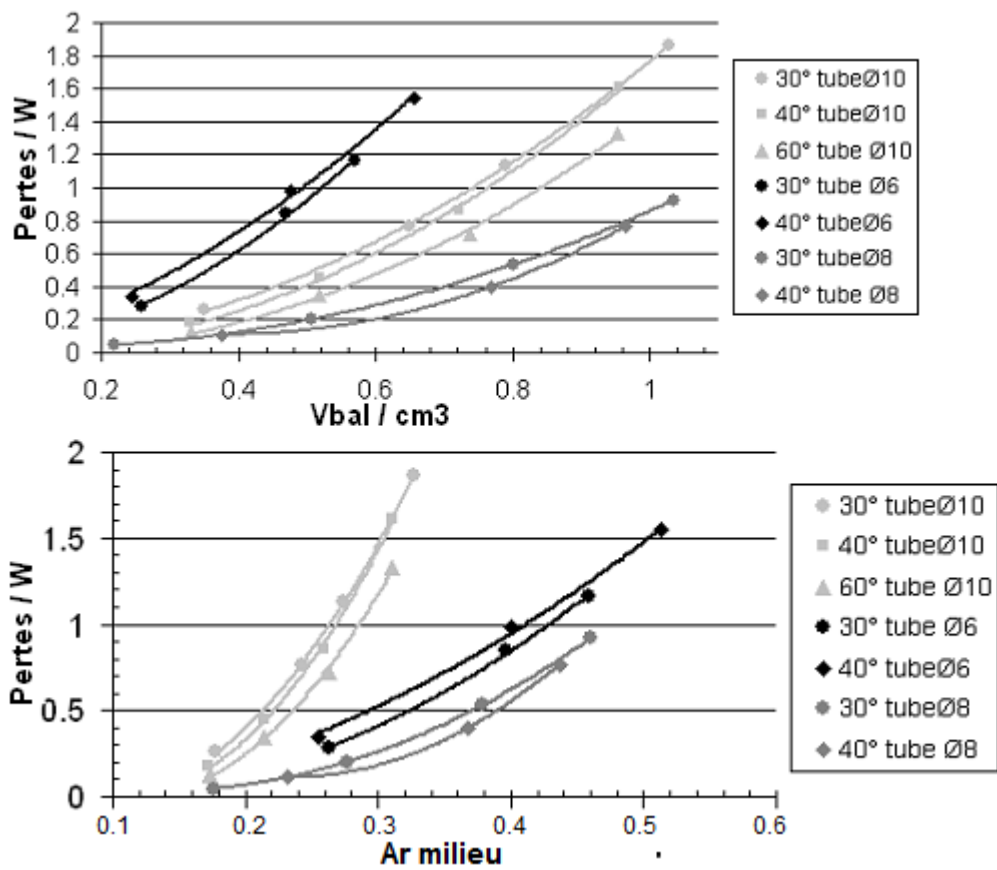 2
1.8
1.6
1.4
1.2
1
0.8
0.6
0.4
0.2
0
Pertes / W
0.2 0.4 0.6 0.8 1
Vbal / cm3
30° tubeØ10
40° tubeØ10
60° tube Ø10
30° tube Ø6
40° tubeØ6
30° tubeØ8
40° tube Ø8
2
1.5
1
0.5
0
Pertes / W
0.1 0.2 0.3 0.4 0.5 0.6
Ar milieu
30° tubeØ10
40° tubeØ10
60° tube Ø10
30° tube Ø6
40° tubeØ6
30° tubeØ8
40° tube Ø8